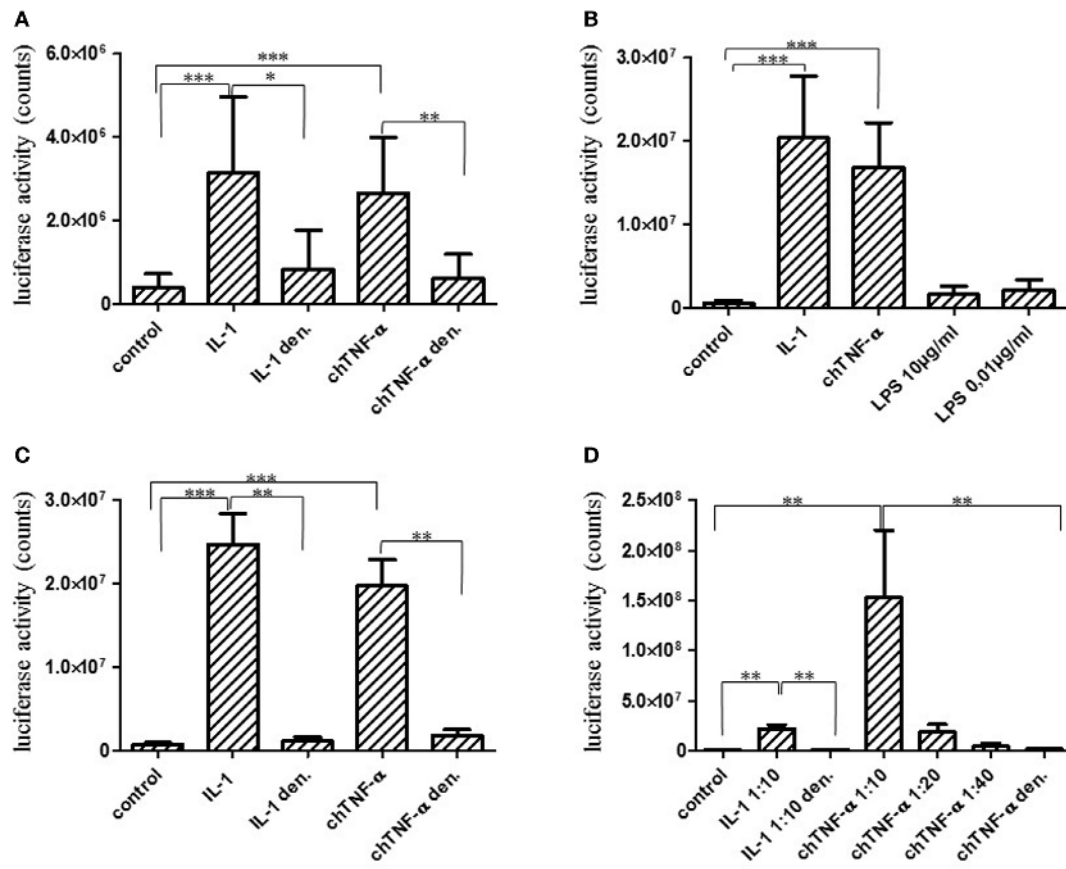 A
luciferase activity (counts)
6.0×10⁶
4.0×10⁶
2.0×10⁶
0
***
***
*
**
control
IL-1
IL-1 den.
chTNF-α
chTNF-α den.
B
luciferase activity (counts)
3.0×10⁷
2.0×10⁷
1.0×10⁷
0
***
***
control
IL-1
chTNF-α
LPS 10µg/ml
LPS 0,01µg/ml
C
luciferase activity (counts)
3.0×10⁷
2.0×10⁷
1.0×10⁷
0
***
***
**
**
control
IL-1
IL-1 den.
chTNF-α
chTNF-α den.
D
luciferase activity (counts)
2.5×10⁸
2.0×10⁸
1.5×10⁸
1.0×10⁸
5.0×10⁷
0
**
**
**
**
control
IL-1 1:10
IL-1 1:10 den.
chTNF-α 1:10
chTNF-α 1:20
chTNF-α 1:40
chTNF-α den.